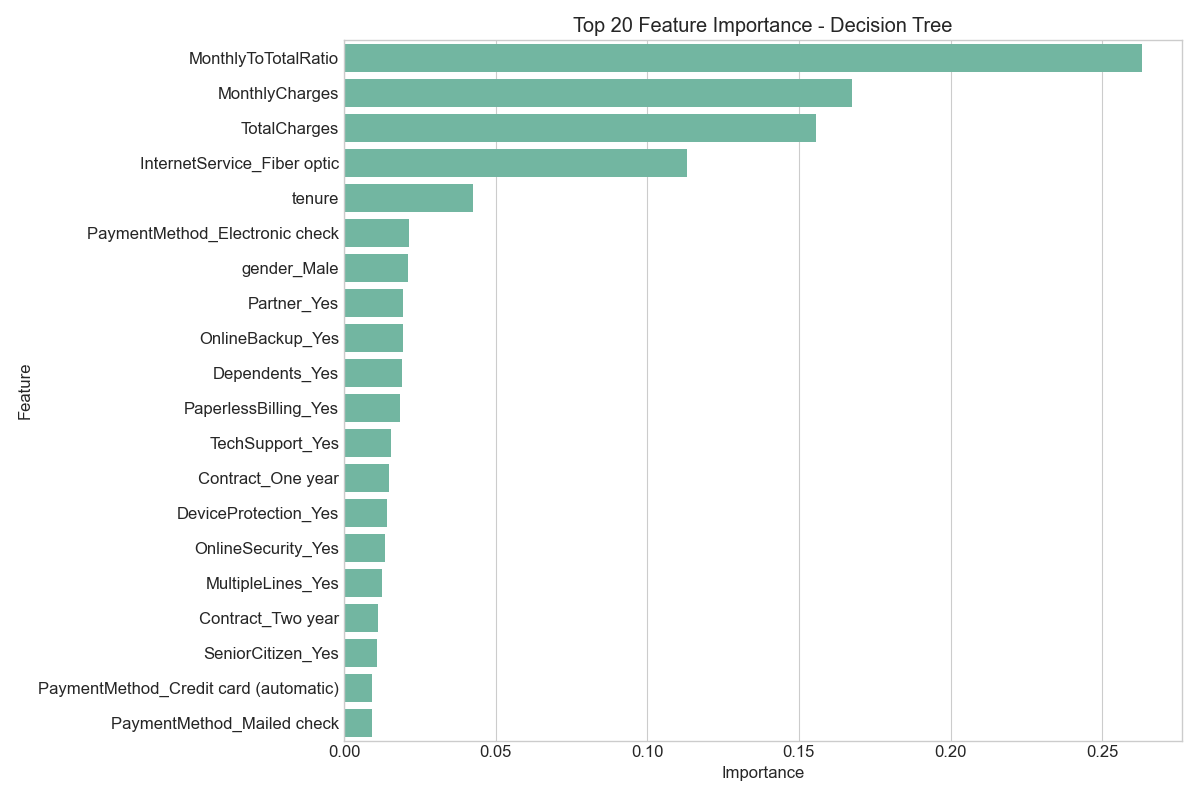 Top 20 Feature Importance - Decision Tree
MonthlyToTotalRatio
MonthlyCharges
TotalCharges
InternetService_Fiber optic
tenure
PaymentMethod_Electronic check
gender_Male
Partner_Yes
OnlineBackup_Yes
Dependents_Yes
PaperlessBilling_Yes
TechSupport_Yes
Contract_One year
DeviceProtection_Yes
OnlineSecurity_Yes
MultipleLines_Yes
Contract_Two year
SeniorCitizen_Yes
PaymentMethod_Credit card (automatic)
PaymentMethod_Mailed check
Feature
0.00 0.05 0.10 0.15 0.20 0.25
Importance